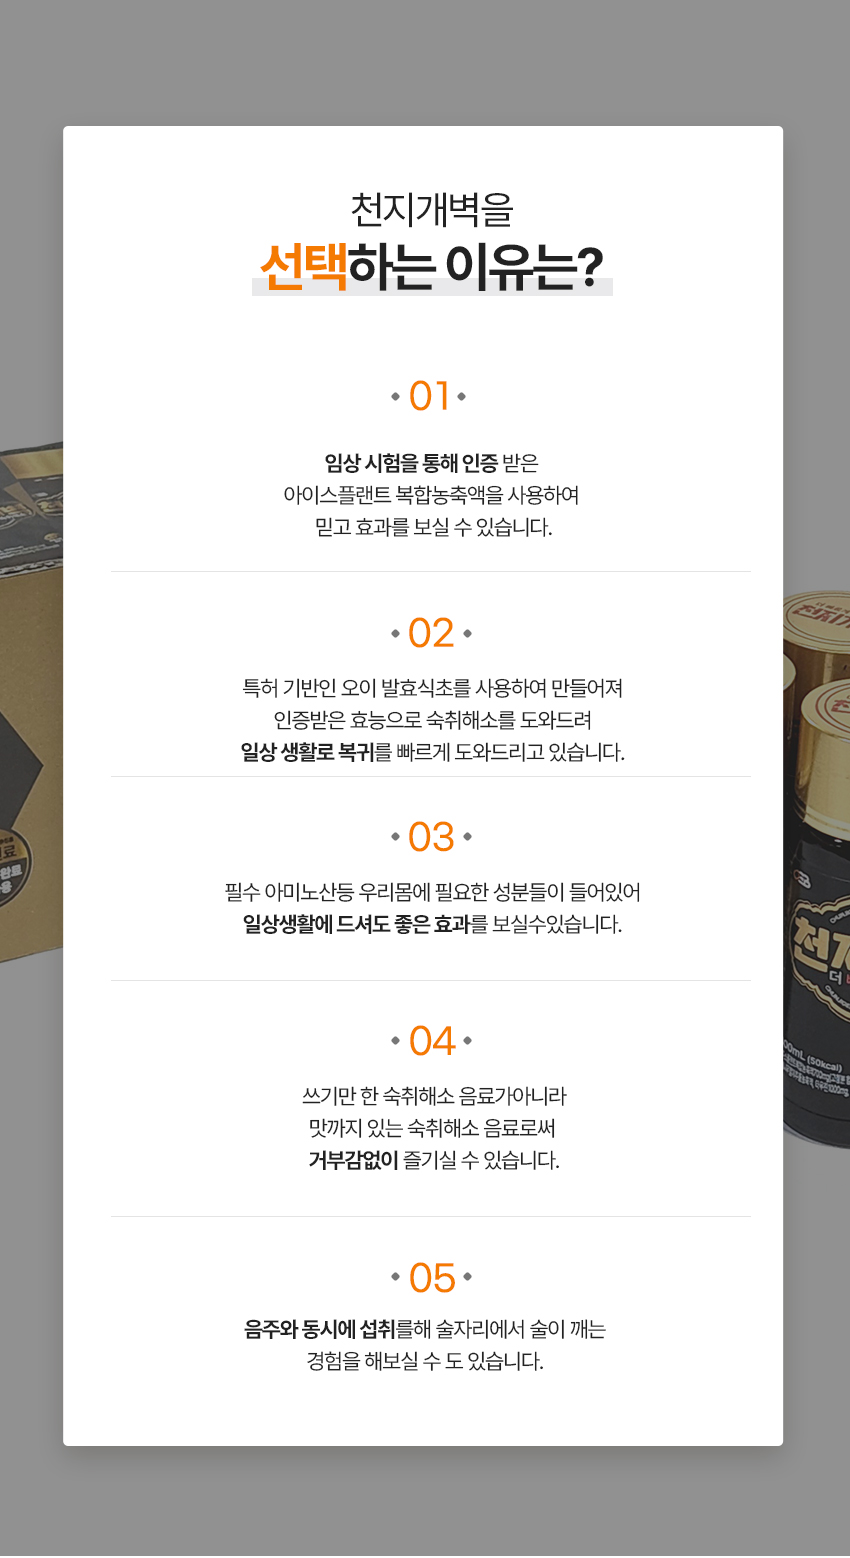 천지개벽을
선택하는 이유는?
01
임상 시험을 통해 인증 받은
아이스플랜트 복합농축액을 사용하여
믿고 효과를 보실 수 있습니다.
02
특허 기반인 오이 발효식초를 사용하여 만들어져
인증받은 효능으로 숙취해소를 도와드려
일상 생활로 복귀를 빠르게 도와드리고 있습니다.
03
필수 아미노산등 우리몸에 필요한 성분들이 들어있어
일상생활에 드셔도 좋은 효과를 보실수있습니다.
04
쓰기만 한 숙취해소 음료가아니라
맛까지 있는 숙취해소 음료로써
거부감없이 즐기실 수 있습니다.
05
음주와 동시에 섭취를해 술자리에서 술이 깨는
경험을 해보실 수 도 있습니다.
천지
더
00mL (50kcal)